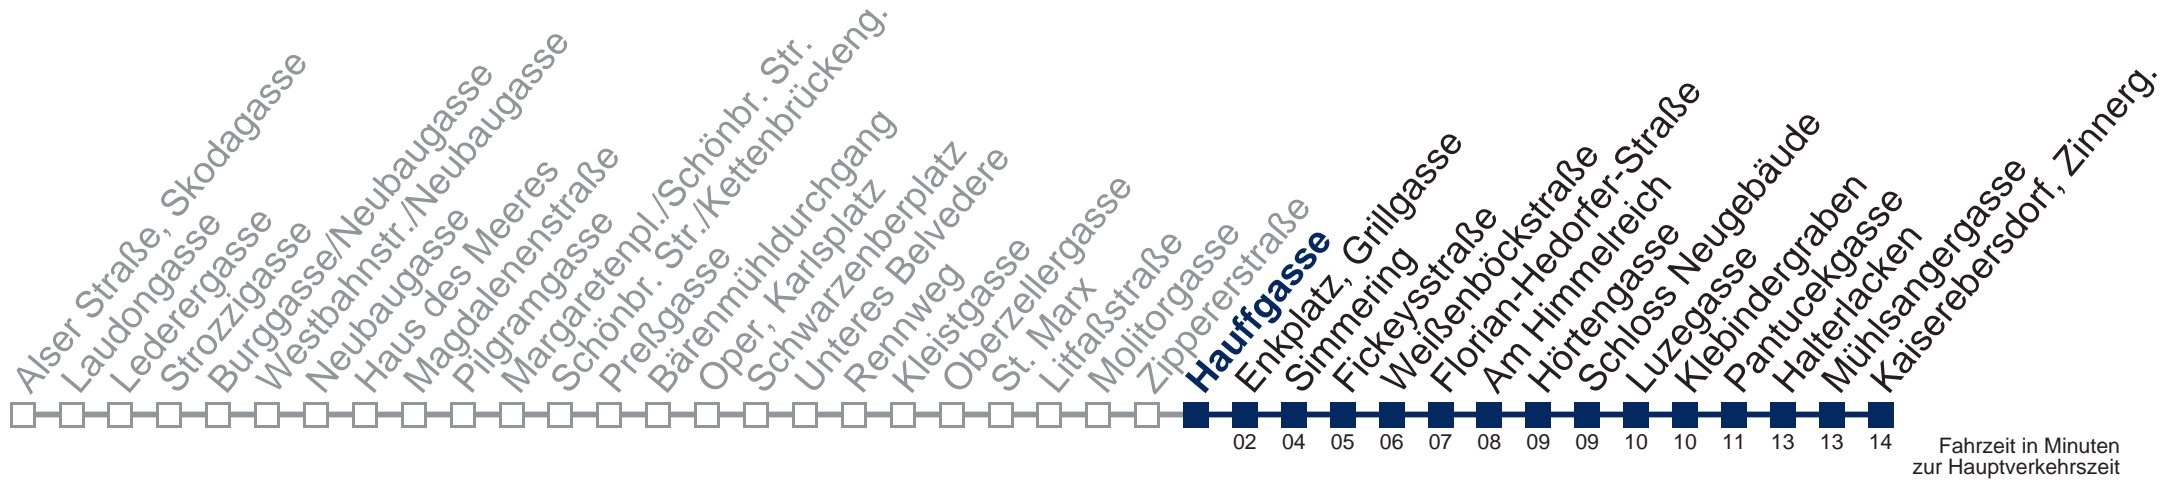 Alser Straße, Skodagasse
Laudongasse
Lederergasse
Strozzigasse
Burggasse/Neubaugasse
Westbahnstr./Neubaugasse
Neubaugasse
Haus des Meeres
Magdalenenstraße
Pilgramgasse
Margaretenpl./Schönbr. Str.
Schönbr. Str./Kettenbrückeng.
Preßgasse
Bärenmühldurchgang
Oper, Karlsplatz
Schwarzenbergplatz
Unteres Belvedere
Rennweg
Kleistgasse
Oberzellergasse
St. Marx
Litfaßstraße
Molitorgasse
Zippererstraße
Hauffgasse
Enkplatz, Grillgasse
Simmering
Fickeysstraße
Weißenböckstraße
Florian-Hedorfer-Straße
Am Himmelreich
Hörtengasse
Schloss Neugebäude
Luzegasse
Klebindergraben
Pantucekgasse
Halterlacken
Mühlsangergasse
Kaiserebersdorf, Zinnerg.
02 04 05 06 07 08 09 09 10 10 11 13 13 14
Fahrzeit in Minuten
zur Hauptverkehrszeit